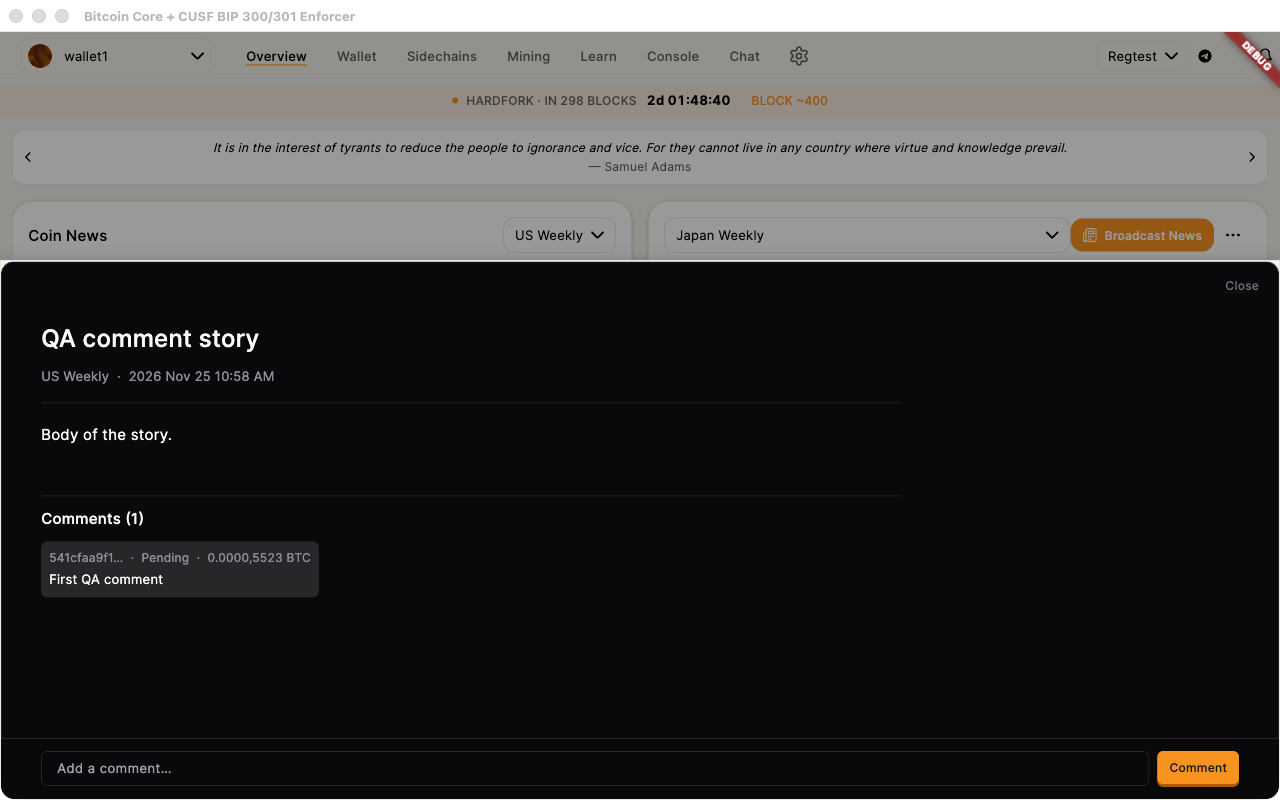 Bitcoin Core + CUSF BIP 300/301 Enforcer
wallet1 Overview Wallet Sidechains Mining Learn Console Chat Regtest DEBUG
HARDFORK · IN 298 BLOCKS 2d 01:48:40 BLOCK ~400
It is in the interest of tyrants to reduce the people to ignorance and vice. For they cannot live in any country where virtue and knowledge prevail.
— Samuel Adams
Coin News US Weekly Japan Weekly Broadcast News
Close
QA comment story
US Weekly · 2026 Nov 25 10:58 AM
Body of the story.
Comments (1)
541cfaa9f1... · Pending · 0.0000,5523 BTC
First QA comment
Add a comment... Comment